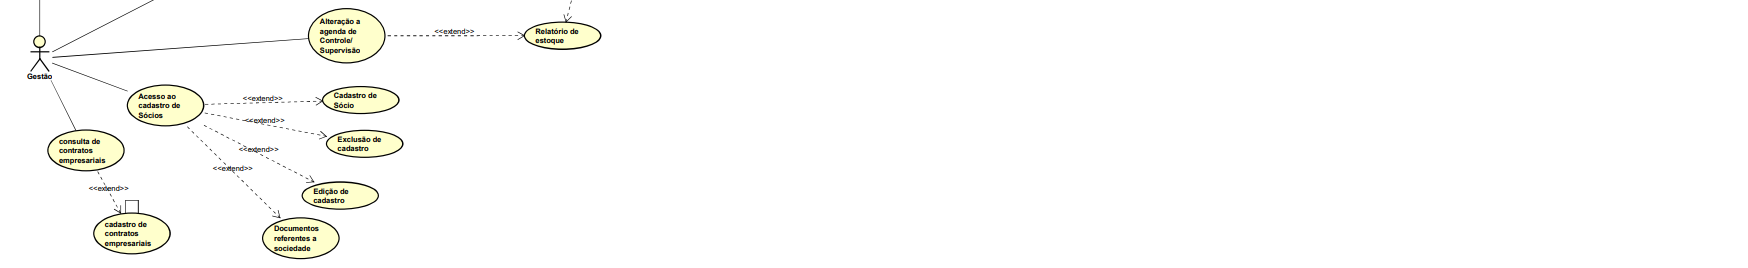 Alteração a
agenda de
Controle/
Supervisão
<<extend>>
Relatório de
estoque
Gestão
Acesso ao
cadastro de
Sócios
<<extend>>
Cadastro de
Sócio
<<extend>>
Exclusão de
cadastro
consulta de
contratos
empresariais
<<extend>>
<<extend>>
<<extend>>
Edição de
cadastro
cadastro de
contratos
empresariais
Documentos
referentes a
sociedade